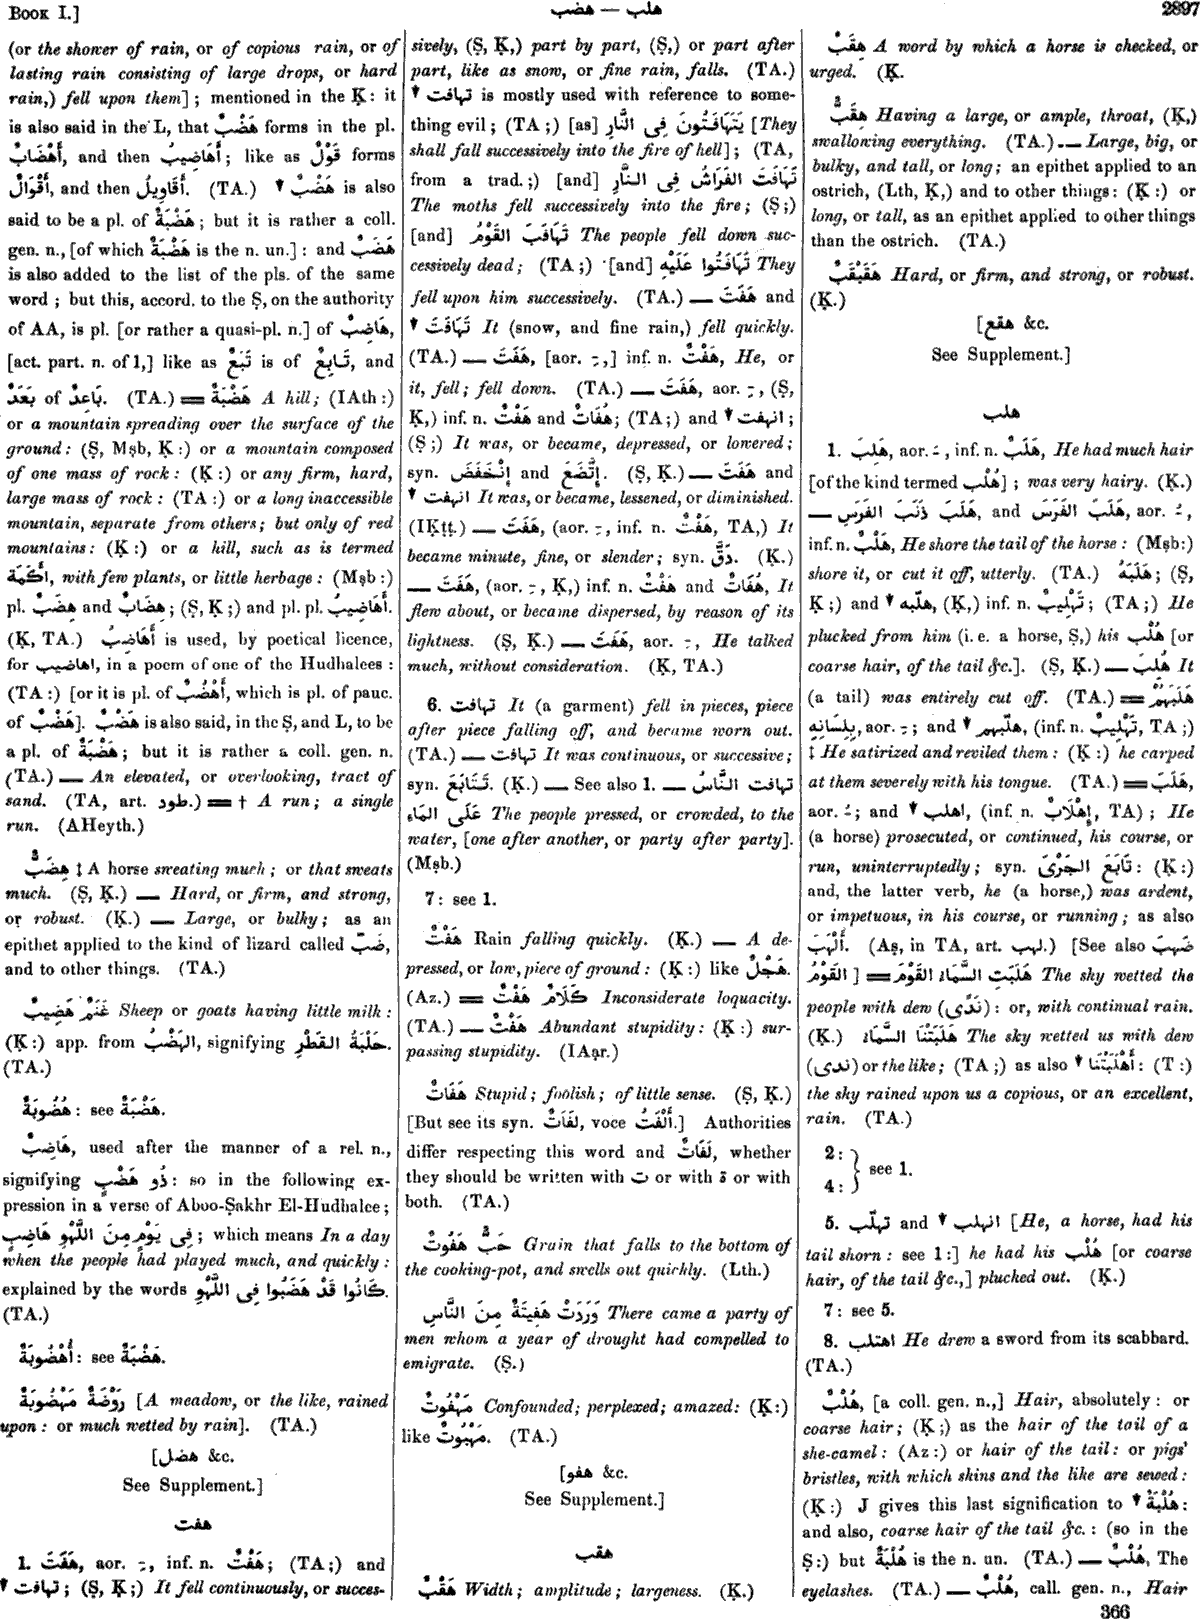 Book I.]
هضب — هلب
2897
(or the shower of rain, or of copious rain, or of
lasting rain consisting of large drops, or hard
rain,) fell upon them]; mentioned in the Ḳ: it
is also said in the L, that هَضْبٌ forms in the pl.
أَهْضَابٌ, and then أَهَاضِيبُ; like as قَوْلٌ forms
أَقْوَالٌ, and then أَقَاوِيلُ. (TA.) ▼ هَضْبٌ is also
said to be a pl. of هَضْبَةٌ; but it is rather a coll.
gen. n., [of which هَضْبَةٌ is the n. un.]: and هَضَبٌ
is also added to the list of the pls. of the same
word; but this, accord. to the Ṣ, on the authority
of AA, is pl. [or rather a quasi-pl. n.] of هَاضِبٌ,
[act. part. n. of 1,] like as تَبَعٌ is of تَابِعٌ, and
بَعَدٌ of بَاعِدٌ. (TA.) ═ هَضْبَةٌ A hill; (IAth:)
or a mountain spreading over the surface of the
ground: (Ṣ, Mṣb, Ḳ:) or a mountain composed
of one mass of rock: (Ḳ:) or any firm, hard,
large mass of rock: (TA:) or a long inaccessible
mountain, separate from others; but only of red
mountains: (Ḳ:) or a hill, such as is termed
أَكَمَة, with few plants, or little herbage: (Mṣb:)
pl. هِضَبٌ and هِضَابٌ; (Ṣ, Ḳ;) and pl. pl. أَهَاضِيبُ.
(Ḳ, TA.) أَهَاضِبُ is used, by poetical licence,
for اهاضيب, in a poem of one of the Hudhalees:
(TA:) [or it is pl. of أَهْضُبٌ, which is pl. of pauc.
of هَضْبٌ]. هَضْبٌ is also said, in the Ṣ, and L, to be
a pl. of هَضْبَةٌ; but it is rather a coll. gen. n.
(TA.) — An elevated, or overlooking, tract of
sand. (TA, art. طود.) ═ † A run; a single
run. (AHeyth.)
هِضَبٌّ ‡ A horse sweating much; or that sweats
much. (Ṣ, Ḳ.) — Hard, or firm, and strong,
or robust. (Ḳ.) — Large, or bulky; as an
epithet applied to the kind of lizard called ضَبّ,
and to other things. (TA.)
غَنَمٌ هَضِيبٌ Sheep or goats having little milk:
(Ḳ:) app. from الهَضْبُ, signifying حَلْبَةُ القَطْرِ.
(TA.)
هُضُوبَةٌ: see هَضْبَةٌ.
هَاضِبٌ, used after the manner of a rel. n.,
signifying ذُو هَضْبٍ: so in the following ex-
pression in a verse of Aboo-Ṣakhr El-Hudhalee;
فِى يَوْمٍ مِنَ اللَّهْوِ هَاضِبٍ; which means In a day
when the people had played much, and quickly:
explained by the words كَانُوا قَدْ هَضَبُوا فِى اللَّهْوِ.
(TA.)
أُهْضُوبَةٌ: see هَضْبَةٌ.
رَوْضَةٌ مَهْضُوبَةٌ [A meadow, or the like, rained
upon: or much wetted by rain]. (TA.)
[هضل &c.
See Supplement.]
هفت
1. هَفَتَ, aor. ـِ, inf. n. هَفْتٌ; (TA;) and
▼ تهافت; (Ṣ, Ḳ;) It fell continuously, or succes-
sively, (Ṣ, Ḳ,) part by part, (Ṣ,) or part after
part, like as snow, or fine rain, falls. (TA.)
▼ تهافت is mostly used with reference to some-
thing evil; (TA;) [as] يَتَهَافَتُونَ فِى النَّارِ [They
shall fall successively into the fire of hell]; (TA,
from a trad.;) [and] تَهَافَتَ الفَرَاشُ فِى النَّارِ
The moths fell successively into the fire; (Ṣ;)
[and] تَهَافَتَ القَوْمُ The people fell down suc-
cessively dead; (TA;) [and] تَهَافَتُوا عَلَيْهِ They
fell upon him successively. (TA.) — هَفَتَ and
▼ تَهَافَتَ It (snow, and fine rain,) fell quickly.
(TA.) — هَفَتَ, [aor. ـِ,] inf. n. هَفْتٌ, He, or
it, fell; fell down. (TA.) — هَفَتَ, aor. ـِ, (Ṣ,
Ḳ,) inf. n. هَفْتٌ and هُفَاتٌ; (TA;) and ▼ انهفت;
(Ṣ;) It was, or became, depressed, or lowered;
syn. إِنْخَفَضَ and إِتَّضَعَ. (Ṣ, Ḳ.) — هَفَتَ and
▼ انهفت It was, or became, lessened, or diminished.
(IḲṭṭ.) — هَفَتَ, (aor. ـِ, inf. n. هَفْتٌ, TA,) It
became minute, fine, or slender; syn. دَقَّ. (Ḳ.)
— هَفَتَ, (aor. ـِ, Ḳ,) inf. n. هَفْتٌ and هُفَاتٌ, It
flew about, or became dispersed, by reason of its
lightness. (Ṣ, Ḳ.) — هَفَتَ, aor. ـِ, He talked
much, without consideration. (Ḳ, TA.)
6. تهافت It (a garment) fell in pieces, piece
after piece falling off, and became worn out.
(TA.) — تهافت It was continuous, or successive;
syn. تَتَابَعَ. (Ḳ.) — See also 1. — تهافت النَّاسُ
عَلَى المَاءِ The people pressed, or crowded, to the
water, [one after another, or party after party].
(Mṣb.)
7: see 1.
هَفْتٌ Rain falling quickly. (Ḳ.) — A de-
pressed, or low, piece of ground: (Ḳ:) like هَجْلٌ.
(Az.) ═ كَلَامٌ هَفْتٌ Inconsiderate loquacity.
(TA.) — هَفْتٌ Abundant stupidity: (Ḳ:) sur-
passing stupidity. (IAạr.)
هَفَاتٌ Stupid; foolish; of little sense. (Ṣ, Ḳ.)
[But see its syn. لَفَاتٌ, voce أَلْفَتُ.] Authorities
differ respecting this word and لَفَاتٌ, whether
they should be written with ت or with ة or with
both. (TA.)
حَبٌّ هَفُوتٌ Grain that falls to the bottom of
the cooking-pot, and swells out quickly. (Lth.)
وَرَدَتْ هَفِيتَةٌ مِنَ النَّاسِ There came a party of
men whom a year of drought had compelled to
emigrate. (Ṣ.)
مَهْفُوتٌ Confounded; perplexed; amazed: (Ḳ:)
like مَهْبُوتٌ. (TA.)
[هفو &c.
See Supplement.]
هقب
هَقْبٌ Width; amplitude; largeness. (Ḳ.)
هِقَبْ A word by which a horse is checked, or
urged. (Ḳ.
هِقَبٌّ Having a large, or ample, throat, (Ḳ,)
swallowing everything. (TA.) — Large, big, or
bulky, and tall, or long; an epithet applied to an
ostrich, (Lth, Ḳ,) and to other things: (Ḳ:) or
long, or tall, as an epithet applied to other things
than the ostrich. (TA.)
هَقَبْقَبٌ Hard, or firm, and strong, or robust.
(Ḳ.)
[هقع &c.
See Supplement.]
هلب
1. هَلِبَ, aor. ـَ, inf. n. هَلَبٌ, He had much hair
[of the kind termed هُلْب]; was very hairy. (Ḳ.)
— هَلَبَ ذَنَبَ الفَرَسِ, and هَلَبَ الفَرَسَ, aor. ـُ,
inf. n. هَلْبٌ, He shore the tail of the horse: (Mṣb:)
shore it, or cut it off, utterly. (TA.) هَلَبَهُ; (Ṣ,
Ḳ;) and ▼ هلّبه, (Ḳ,) inf. n. تَهْلِيبٌ; (TA;) He
plucked from him (i. e. a horse, Ṣ,) his هُلْب [or
coarse hair, of the tail &c.]. (Ṣ, Ḳ.) — هُلِبَ It
(a tail) was entirely cut off. (TA.) ═ هَلَبَهُمْ
بِلِسَانِهِ, aor. ـِ; and ▼ هلّبهم, (inf. n. تَهْلِيبٌ, TA;)
‡ He satirized and reviled them: (Ḳ:) he carped
at them severely with his tongue. (TA.) ═ هَلَبَ,
aor. ـُ; and ▼ اهلب, (inf. n. إِهْلَابٌ, TA); He
(a horse) prosecuted, or continued, his course, or
run, uninterruptedly; syn. تَابَعَ الجَرْىَ: (Ḳ:)
and, the latter verb, he (a horse,) was ardent,
or impetuous, in his course, or running; as also
أَلْهَبَ. (Aṣ, in TA, art. لهب.) [See also ضَهِبَ
القَوْمُ] ═ هَلَبَتِ السَّمَاءُ القَوْمَ The sky wetted the
people with dew (نَدًى): or, with continual rain.
(Ḳ.) هَلَبَتْنَا السَّمَاءُ The sky wetted us with dew
(ندى) or the like; (TA;) as also ▼ أَهْلَبَتْنَا: (T:)
the sky rained upon us a copious, or an excellent,
rain. (TA.)
2: } see 1.
4:
5. تهلّب and ▼ انهلب [He, a horse, had his
tail shorn: see 1:] he had his هُلْب [or coarse
hair, of the tail &c.,] plucked out. (Ḳ.)
7: see 5.
8. اهتلب He drew a sword from its scabbard.
(TA.)
هُلْبٌ, [a coll. gen. n.,] Hair, absolutely: or
coarse hair; (Ḳ;) as the hair of the tail of a
she-camel: (Az:) or hair of the tail: or pigs'
bristles, with which skins and the like are sewed:
(Ḳ:) J gives this last signification to ▼ هُلْبَةٌ:
and also, coarse hair of the tail &c.: (so in the
Ṣ:) but هُلْبَةٌ is the n. un. (TA.) — هُلْبٌ, The
eyelashes. (TA.) — هُلْبٌ, call. gen. n., Hair
366